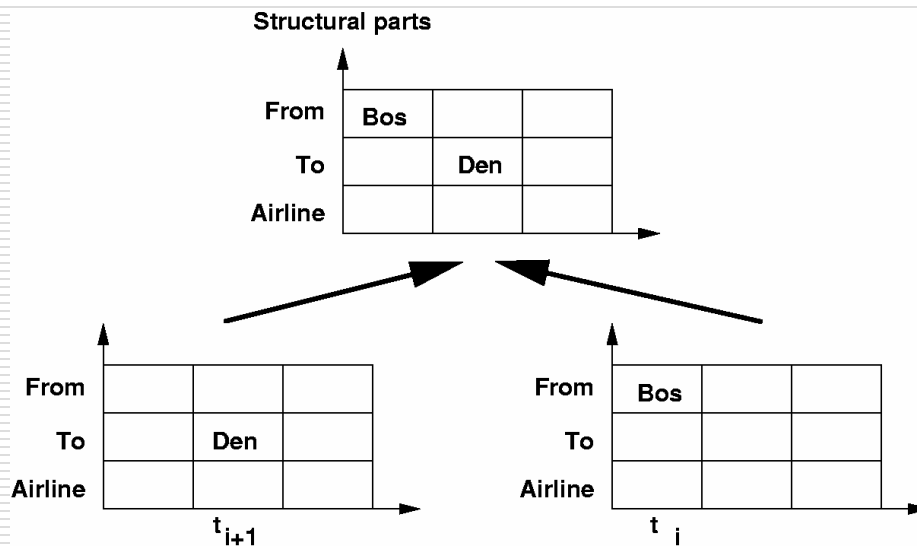 Structural parts
From Bos
To Den
Airline
From
To Den
Airline
t i+1
From Bos
To
Airline
t i